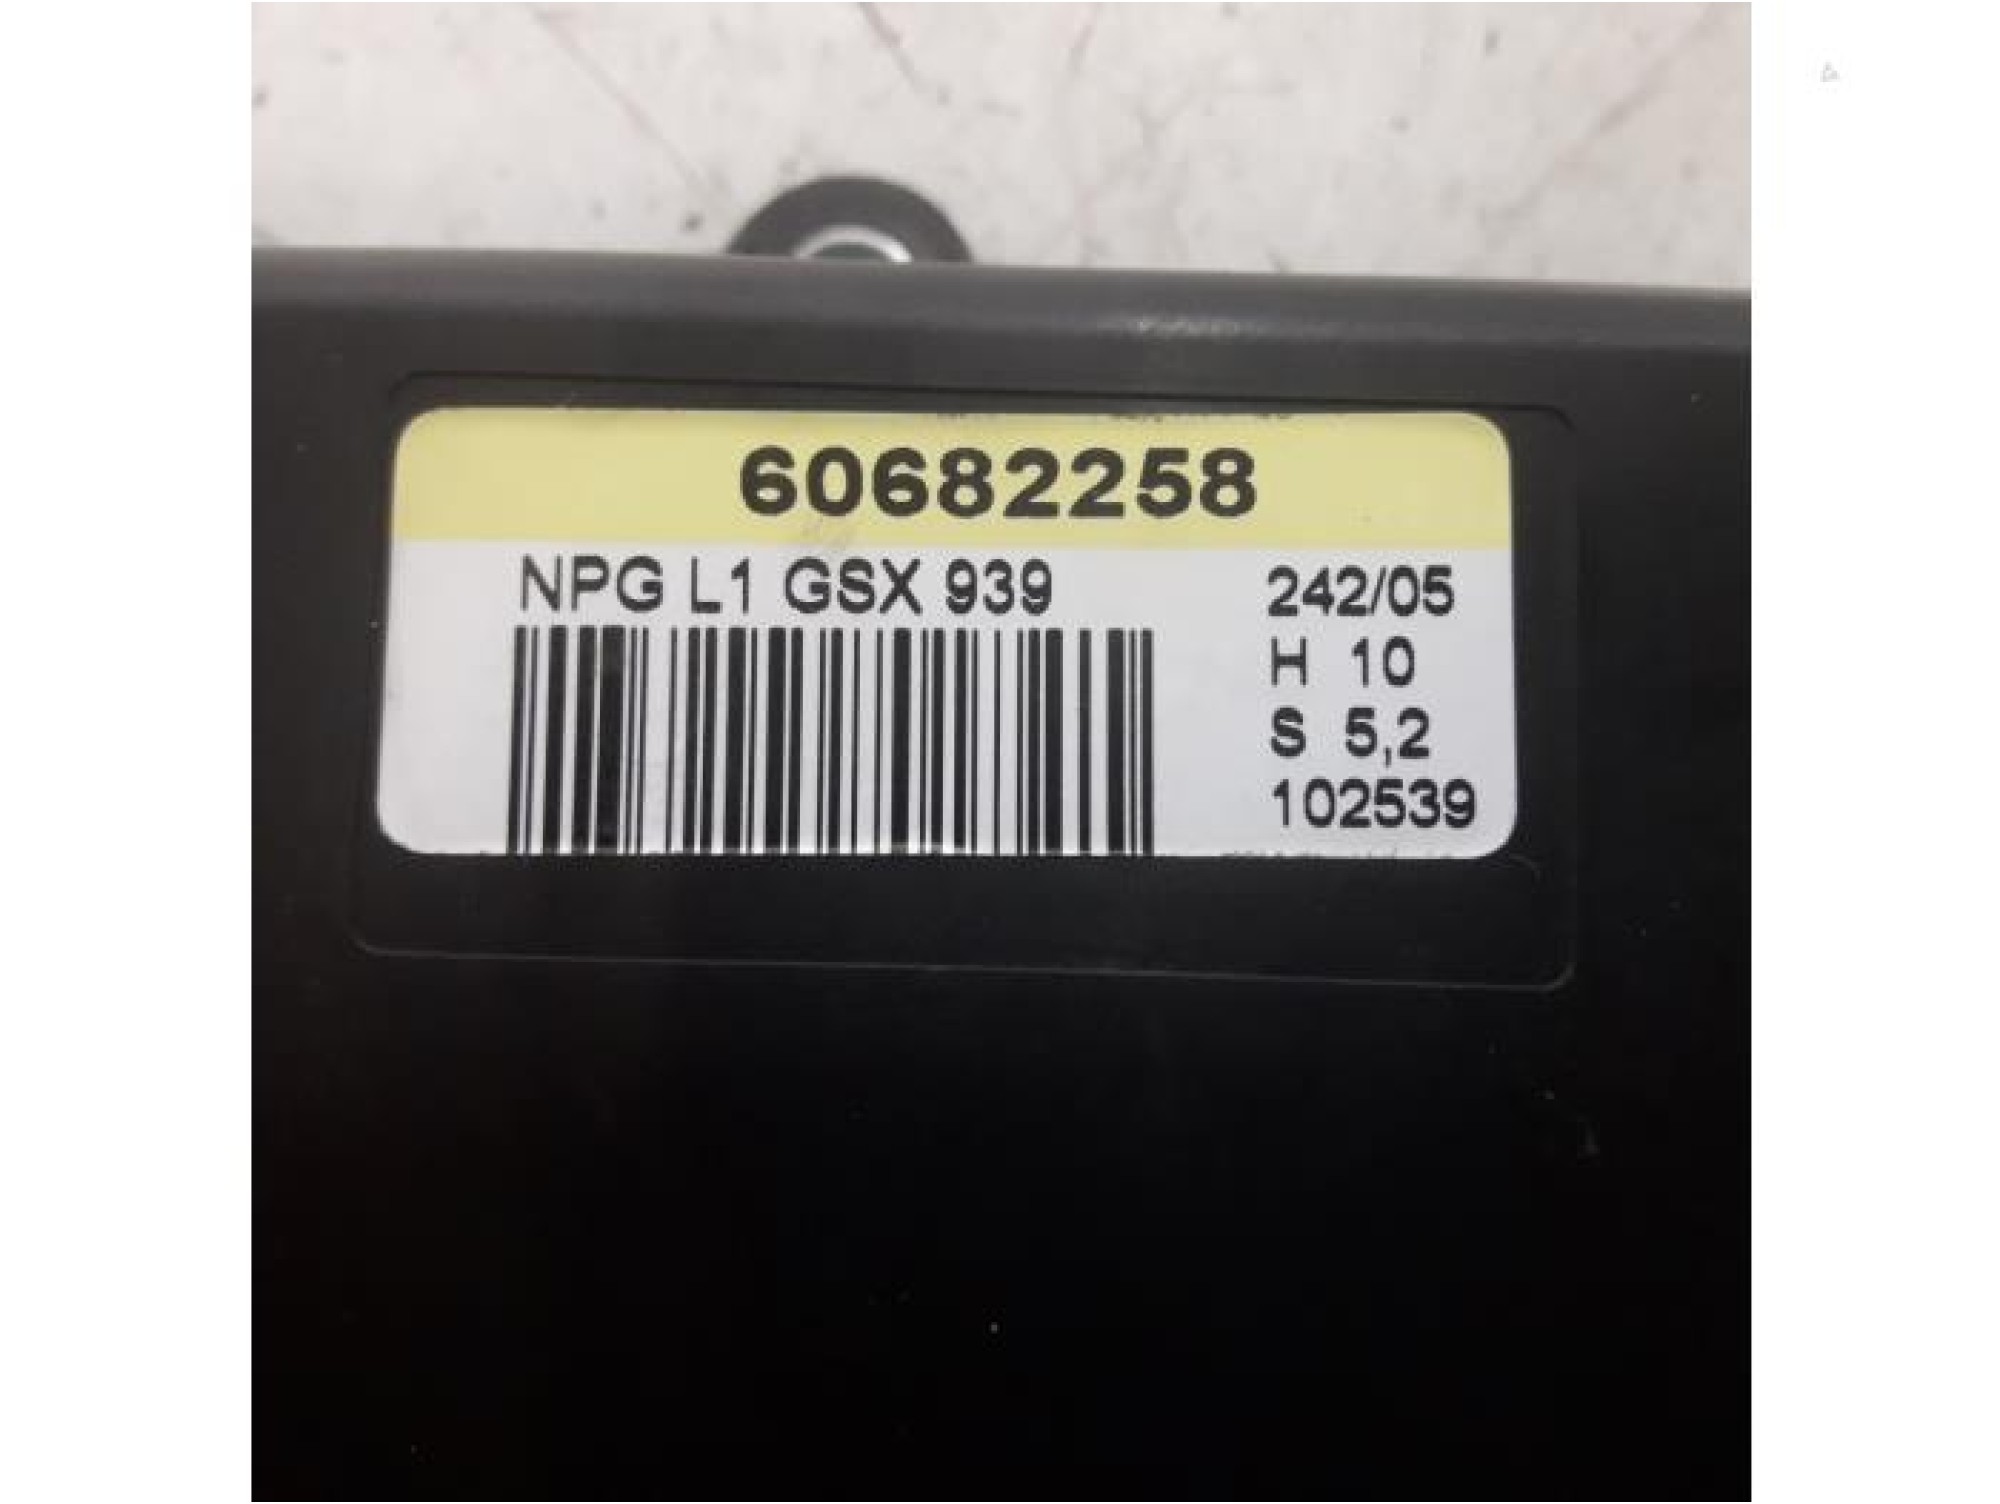 60682258
NPG L1 GSX 939
242/05
H 10
S 5,2
102539